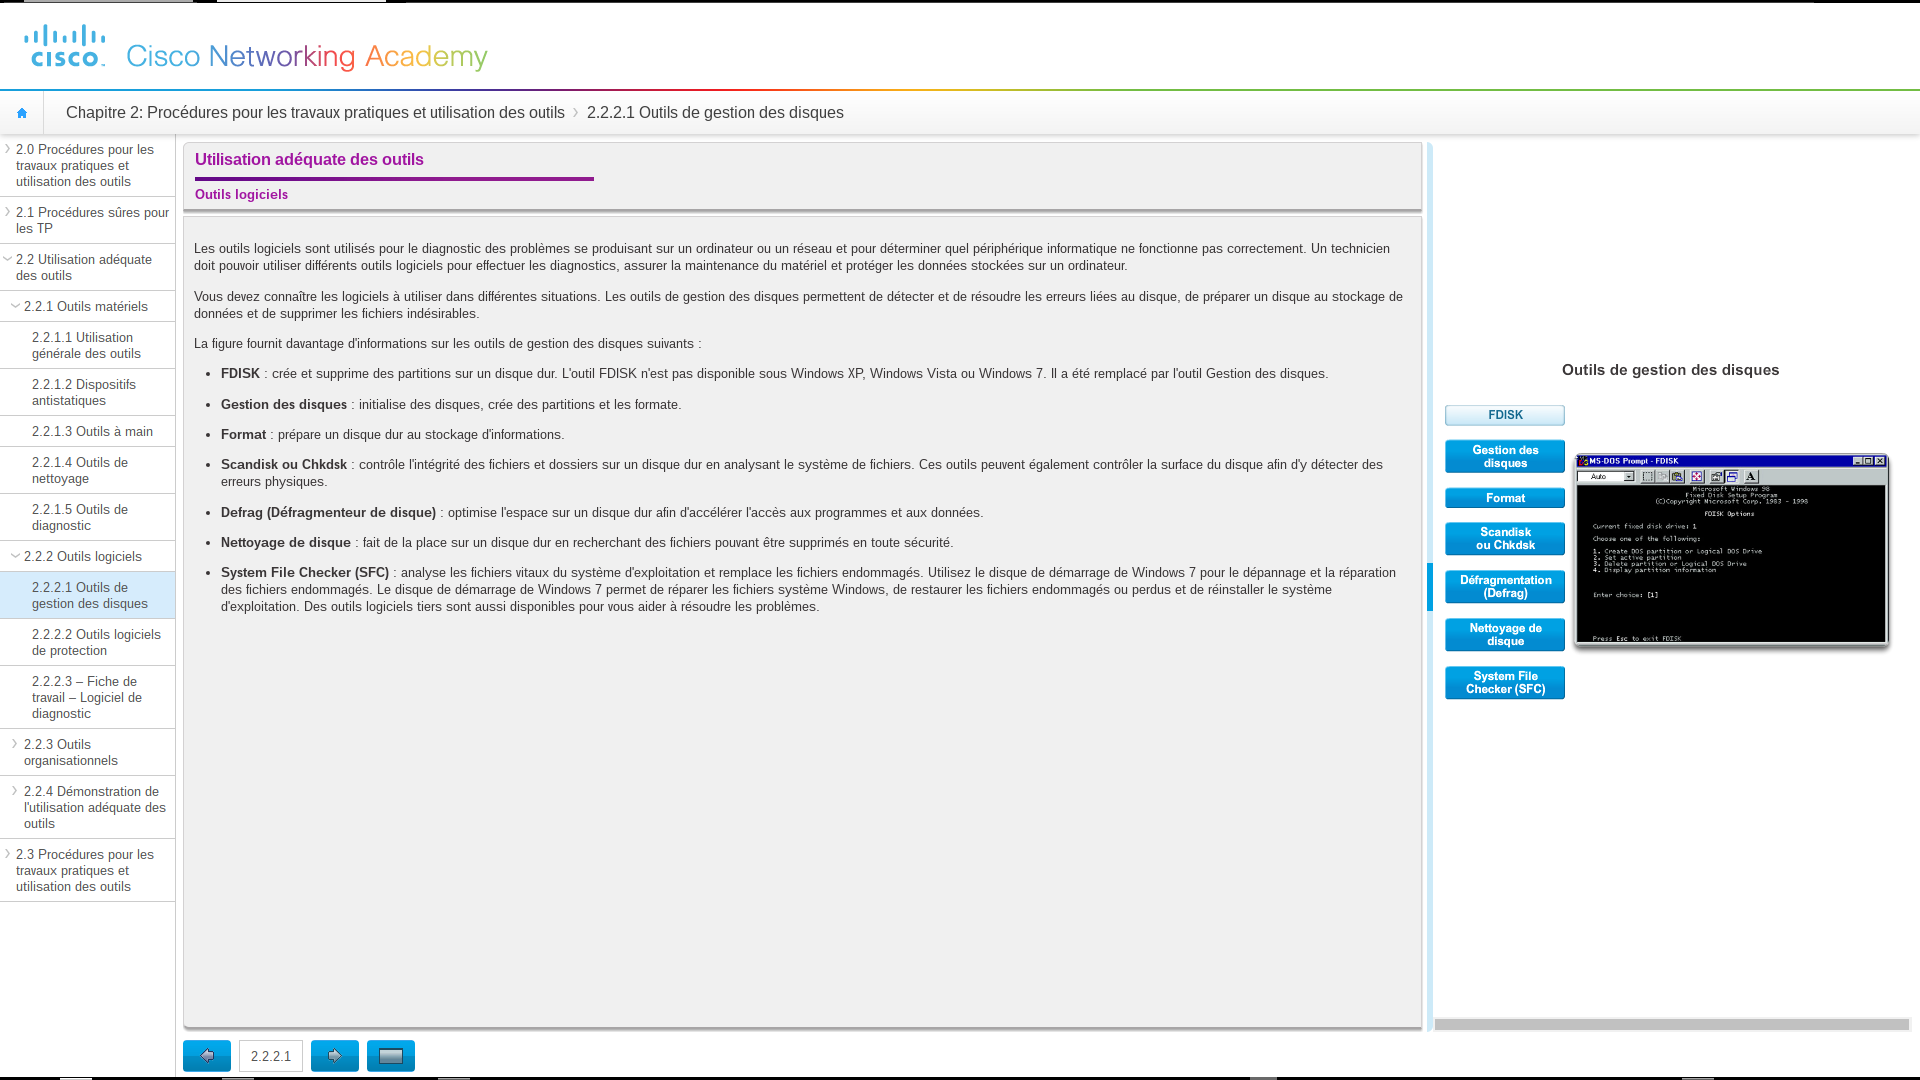 cisco
Cisco Networking Academy
Chapitre 2: Procédures pour les travaux pratiques et utilisation des outils
2.2.2.1 Outils de gestion des disques
2.0 Procédures pour les
travaux pratiques et
utilisation des outils
2.1 Procédures sûres pour
les TP
2.2 Utilisation adéquate
des outils
2.2.1 Outils matériels
2.2.1.1 Utilisation
générale des outils
2.2.1.2 Dispositifs
antistatiques
2.2.1.3 Outils à main
2.2.1.4 Outils de
nettoyage
2.2.1.5 Outils de
diagnostic
2.2.2 Outils logiciels
2.2.2.1 Outils de
gestion des disques
2.2.2.2 Outils logiciels
de protection
2.2.2.3 – Fiche de
travail – Logiciel de
diagnostic
2.2.3 Outils
organisationnels
2.2.4 Démonstration de
l'utilisation adéquate des
outils
2.3 Procédures pour les
travaux pratiques et
utilisation des outils
Utilisation adéquate des outils
Outils logiciels
Les outils logiciels sont utilisés pour le diagnostic des problèmes se produisant sur un ordinateur ou un réseau et pour déterminer quel périphérique informatique ne fonctionne pas correctement. Un technicien
doit pouvoir utiliser différents outils logiciels pour effectuer les diagnostics, assurer la maintenance du matériel et protéger les données stockées sur un ordinateur.
Vous devez connaître les logiciels à utiliser dans différentes situations. Les outils de gestion des disques permettent de détecter et de résoudre les erreurs liées au disque, de préparer un disque au stockage de
données et de supprimer les fichiers indésirables.
La figure fournit davantage d'informations sur les outils de gestion des disques suivants :
• FDISK : crée et supprime des partitions sur un disque dur. L'outil FDISK n'est pas disponible sous Windows XP, Windows Vista ou Windows 7. Il a été remplacé par l'outil Gestion des disques.
• Gestion des disques : initialise des disques, crée des partitions et les formate.
• Format : prépare un disque dur au stockage d'informations.
• Scandisk ou Chkdsk : contrôle l'intégrité des fichiers et dossiers sur un disque dur en analysant le système de fichiers. Ces outils peuvent également contrôler la surface du disque afin d'y détecter des
erreurs physiques.
• Defrag (Défragmenteur de disque) : optimise l'espace sur un disque dur afin d'accélérer l'accès aux programmes et aux données.
• Nettoyage de disque : fait de la place sur un disque dur en recherchant des fichiers pouvant être supprimés en toute sécurité.
• System File Checker (SFC) : analyse les fichiers vitaux du système d'exploitation et remplace les fichiers endommagés. Utilisez le disque de démarrage de Windows 7 pour le dépannage et la réparation
des fichiers endommagés. Le disque de démarrage de Windows 7 permet de réparer les fichiers système Windows, de restaurer les fichiers endommagés ou perdus et de réinstaller le système
d'exploitation. Des outils logiciels tiers sont aussi disponibles pour vous aider à résoudre les problèmes.
Outils de gestion des disques
FDISK
Gestion des
disques
Format
Scandisk
ou Chkdsk
Défragmentation
(Defrag)
Nettoyage de
disque
System File
Checker (SFC)
MS-DOS Prompt - FDISK
Auto
A
Microsoft Windows 98
Fixed Disk Setup Program
(C)Copyright Microsoft Corp. 1983 - 1998
FDISK Options
Current fixed disk drive: 1
Choose one of the following:
1. Create DOS partition or Logical DOS Drive
2. Set active partition
3. Delete partition or Logical DOS Drive
4. Display partition information
Enter choice: [1]
Press Esc to exit FDISK
2.2.2.1